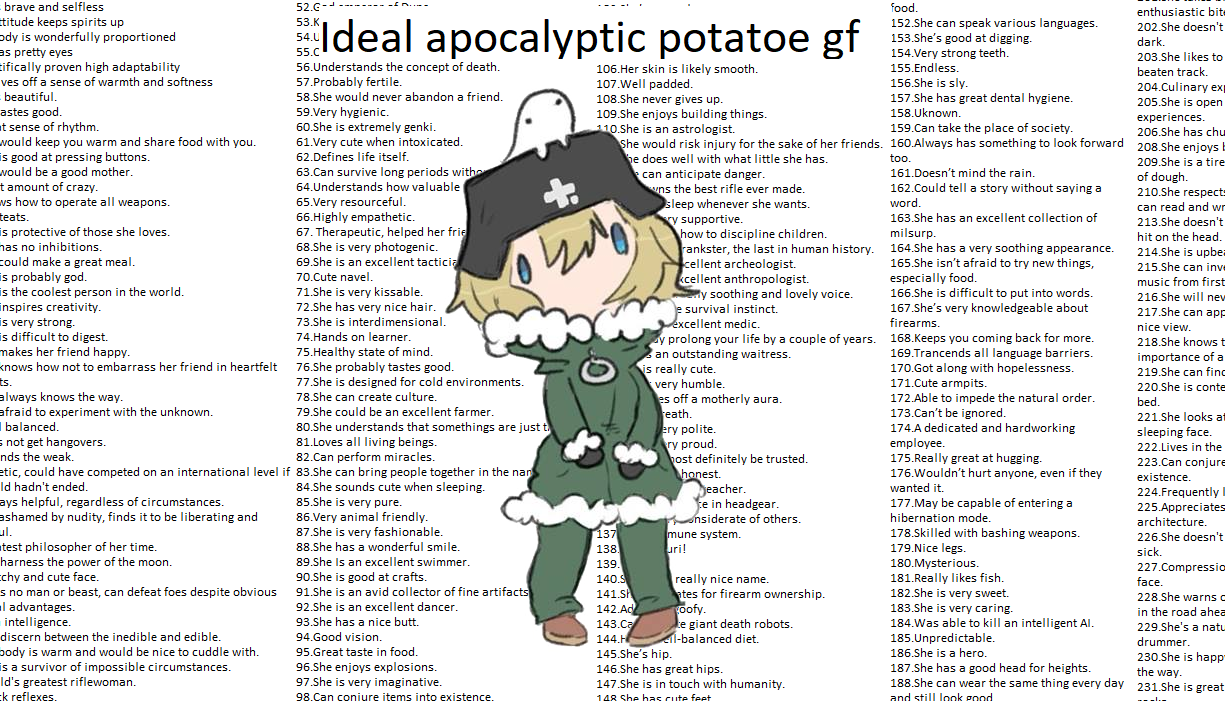 Ideal apocalyptic potatoe gf
brave and selfless
ttitude keeps spirits up
ody is wonderfully proportioned
as pretty eyes
tifically proven high adaptability
ves off a sense of warmth and softness
beautiful.
astes good.
t sense of rhythm.
would keep you warm and share food with you.
is good at pressing buttons.
would be a good mother.
t amount of crazy.
ws how to operate all weapons.
teats.
is protective of those she loves.
has no inhibitions.
could make a great meal.
is probably god.
is the coolest person in the world.
inspires creativity.
is very strong.
is difficult to digest.
makes her friend happy.
knows how not to embarrass her friend in heartfelt
ts.
always knows the way.
afraid to experiment with the unknown.
l balanced.
s not get hangovers.
nds the weak.
etic, could have competed on an international level if
ld hadn't ended.
ays helpful, regardless of circumstances.
ashamed by nudity, finds it to be liberating and
ul.
test philosopher of her time.
harness the power of the moon.
chy and cute face.
s no man or beast, can defeat foes despite obvious
l advantages.
intelligence.
discern between the inedible and edible.
body is warm and would be nice to cuddle with.
is a survivor of impossible circumstances.
ld's greatest riflewoman.
k reflexes.
52.God emperor of Dune
53.K
54.U
55.C
56.Understands the concept of death.
57.Probably fertile.
58.She would never abandon a friend.
59.Very hygienic.
60.She is extremely genki.
61.Very cute when intoxicated.
62.Defines life itself.
63.Can survive long periods witho
64.Understands how valuable
65.Very resourceful.
66.Highly empathetic.
67. Therapeutic, helped her frie
68.She is very photogenic.
69.She is an excellent tacticia
70.Cute navel.
71.She is very kissable.
72.She has very nice hair.
73.She is interdimensional.
74.Hands on learner.
75.Healthy state of mind.
76.She probably tastes good.
77.She is designed for cold environments.
78.She can create culture.
79.She could be an excellent farmer.
80.She understands that somethings are just t
81.Loves all living beings.
82.Can perform miracles.
83.She can bring people together in the nam
84.She sounds cute when sleeping.
85.She is very pure.
86.Very animal friendly.
87.She is very fashionable.
88.She has a wonderful smile.
89.She Is an excellent swimmer.
90.She is good at crafts.
91.She is an avid collector of fine artifacts
92.She is an excellent dancer.
93.She has a nice butt.
94.Good vision.
95.Great taste in food.
96.She enjoys explosions.
97.She is very imaginative.
98.Can conjure items into existence.
106.Her skin is likely smooth.
107.Well padded.
108.She never gives up.
109.She enjoys building things.
110.She is an astrologist.
She would risk injury for the sake of her friends.
he does well with what little she has.
can anticipate danger.
wns the best rifle ever made.
sleep whenever she wants.
ry supportive.
how to discipline children.
rankster, the last in human history.
cellent archeologist.
xcellent anthropologist.
ly soothing and lovely voice.
e survival instinct.
excellent medic.
y prolong your life by a couple of years.
s an outstanding waitress.
is really cute.
very humble.
es off a motherly aura.
reath.
ery polite.
ry proud.
ost definitely be trusted.
honest.
eacher.
te in headgear.
onsiderate of others.
137. mune system.
138. uri!
139.
140.S really nice name.
141.Sh ates for firearm ownership.
142.Ad oofy.
143.Ca e giant death robots.
144.H ell-balanced diet.
145.She's hip.
146.She has great hips.
147.She is in touch with humanity.
148.She has cute feet.
food.
152.She can speak various languages.
153.She's good at digging.
154.Very strong teeth.
155.Endless.
156.She is sly.
157.She has great dental hygiene.
158.Uknown.
159.Can take the place of society.
160.Always has something to look forward
too.
161.Doesn't mind the rain.
162.Could tell a story without saying a
word.
163.She has an excellent collection of
milsurp.
164.She has a very soothing appearance.
165.She isn't afraid to try new things,
especially food.
166.She is difficult to put into words.
167.She's very knowledgeable about
firearms.
168.Keeps you coming back for more.
169.Trancends all language barriers.
170.Got along with hopelessness.
171.Cute armpits.
172.Able to impede the natural order.
173.Can't be ignored.
174.A dedicated and hardworking
employee.
175.Really great at hugging.
176.Wouldn't hurt anyone, even if they
wanted it.
177.May be capable of entering a
hibernation mode.
178.Skilled with bashing weapons.
179.Nice legs.
180.Mysterious.
181.Really likes fish.
182.She is very sweet.
183.She is very caring.
184.Was able to kill an intelligent AI.
185.Unpredictable.
186.She is a hero.
187.She has a good head for heights.
188.She can wear the same thing every day
and still look good
enthusiastic bite
202.She doesn't
dark.
203.She likes to
beaten track.
204.Culinary exp
205.She is open
experiences.
206.She has chu
208.She enjoys b
209.She is a tire
of dough.
210.She respects
can read and wr
213.She doesn't
hit on the head.
214.She is upbea
215.She can inve
music from first
216.She will nev
217.She can app
nice view.
218.She knows t
importance of a
219.She can find
220.She is conte
bed.
221.She looks at
sleeping face.
222.Lives in the
223.Can conjure
existence.
224.Frequently l
225.Appreciates
architecture.
226.She doesn't
sick.
227.Compressio
face.
228.She warns o
in the road ahea
229.She's a natu
drummer.
230.She is happ
the way.
231.She is great